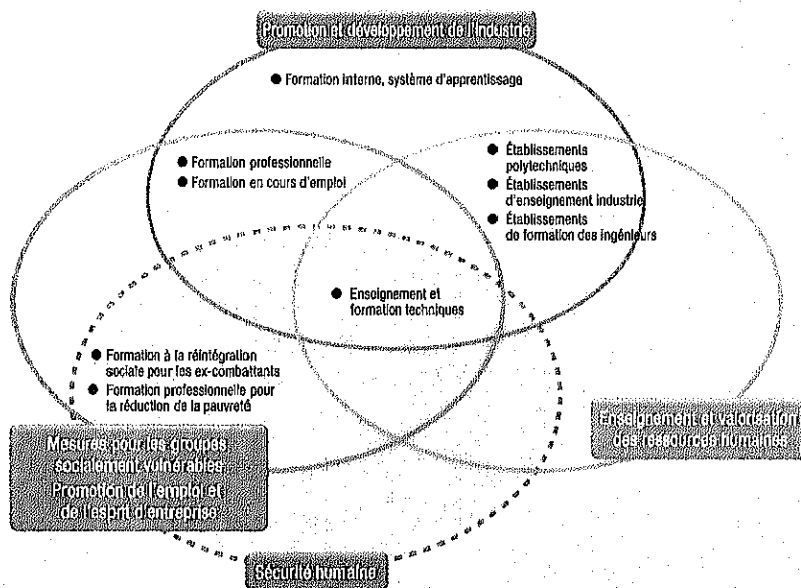 Promotion et développement de l'industrie
● Formation interne, système d'apprentissage
● Formation professionnelle
● Formation en cours d'emploi
● Établissements
polytechniques
● Établissements
d'enseignement industrie
● Établissements
de formation des ingénieurs
● Enseignement et
formation techniques
● Formation à la réintégration
sociale pour les ex-combattants
● Formation professionnelle pour
la réduction de la pauvreté
Mesures pour les groupes
socialement vulnérables
Promotion de l'emploi et
de l'esprit d'entreprise
Enseignement et valorisation
des ressources humaines
Sécurité humaine